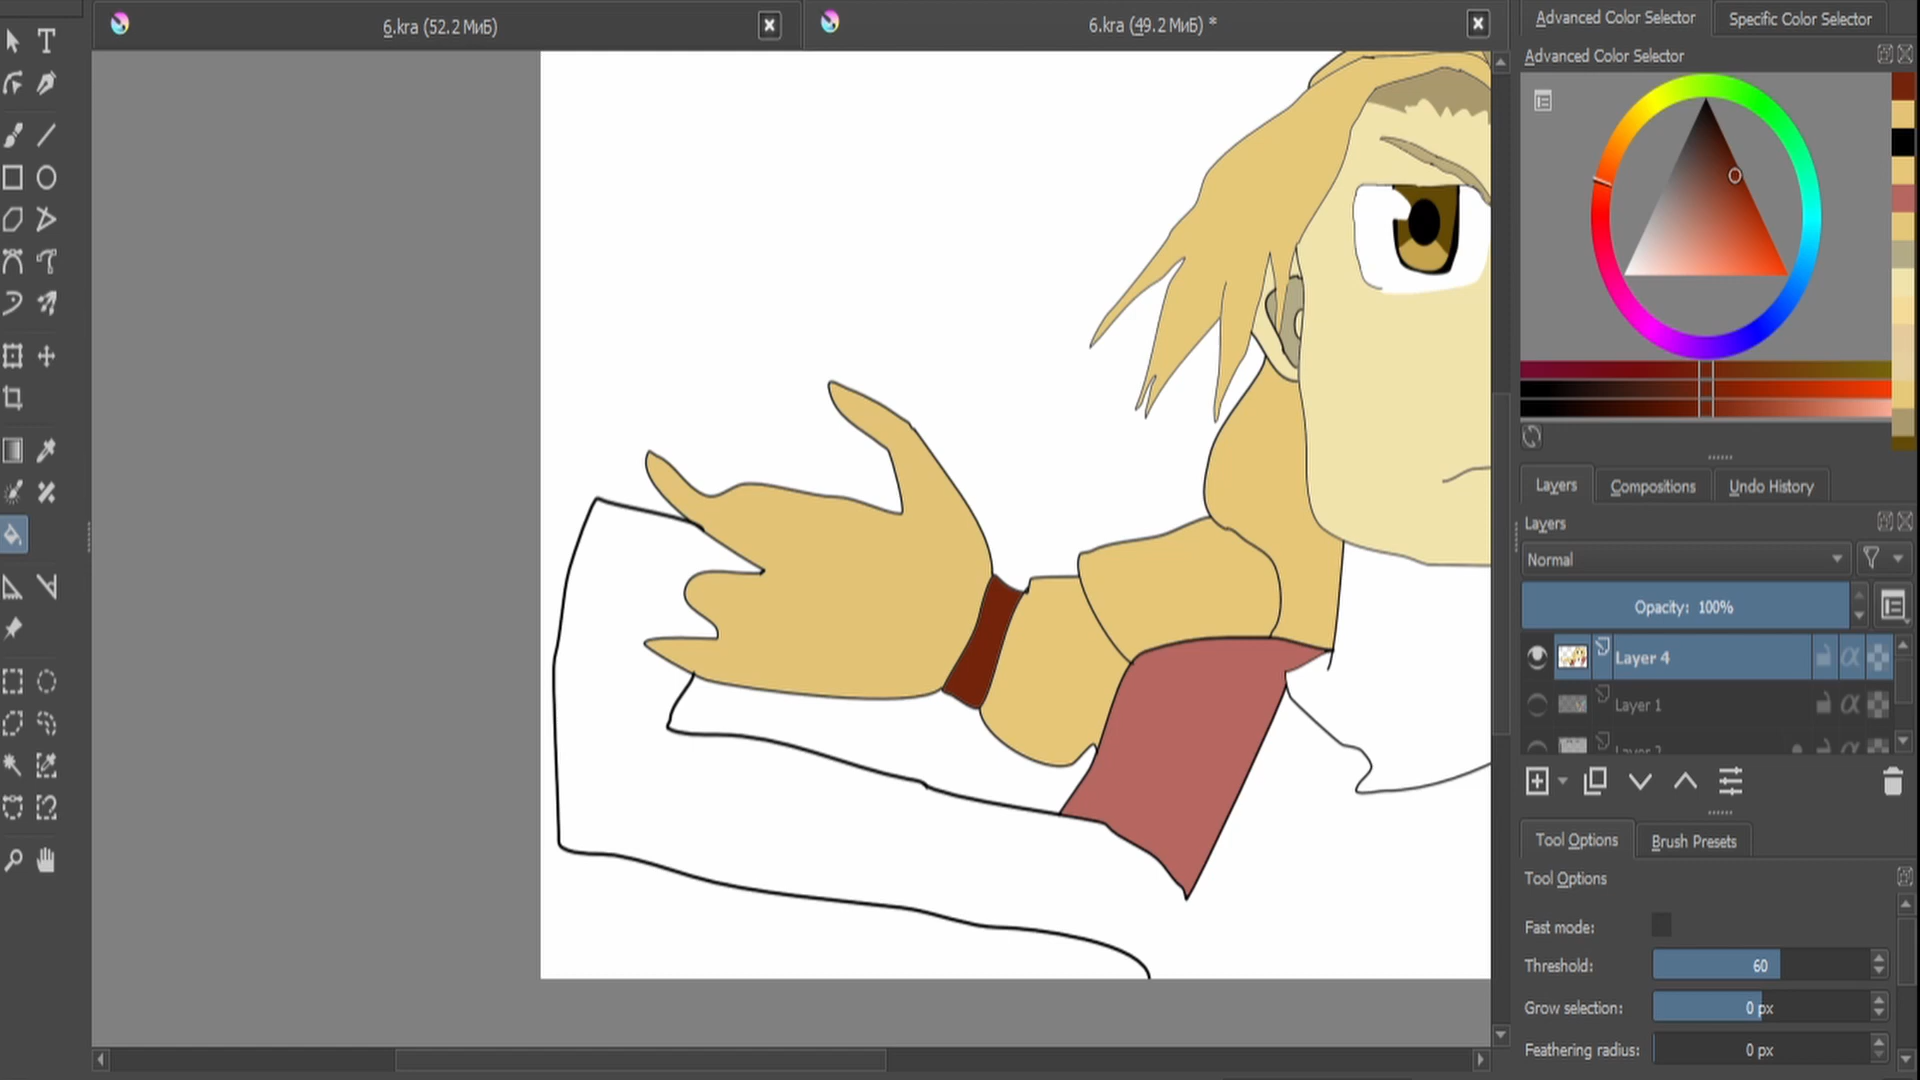 6.kra (52.2 МиБ)
6.kra (49.2 МиБ) *
Advanced Color Selector
Specific Color Selector
Advanced Color Selector
Layers
Compositions
Undo History
Layers
Normal
Opacity: 100%
Layer 4
Layer 1
Layer 2
Tool Options
Brush Presets
Tool Options
Fast mode:
Threshold: 60
Grow selection: 0 px
Feathering radius: 0 px